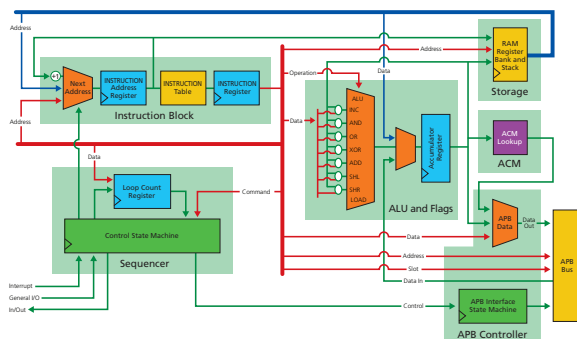 Address
+1
Next
Address
INSTRUCTION
Address
Register
INSTRUCTION
Table
INSTRUCTION
Register
Instruction Block
Address
Operation
Data
Data
Address
RAM
Register
Bank and
Stack
Storage
ALU
INC
AND
OR
XOR
ADD
SHL
SHR
LOAD
Accumulator
Register
ALU and Flags
ACM
Lookup
ACM
Data
Loop Count
Register
Command
Control State Machine
Sequencer
Interrupt
General I/O
In/Out
APB
Data
Data
Out
Data
Address
Slot
Data In
Control
APB
Bus
APB Interface
State Machine
APB Controller